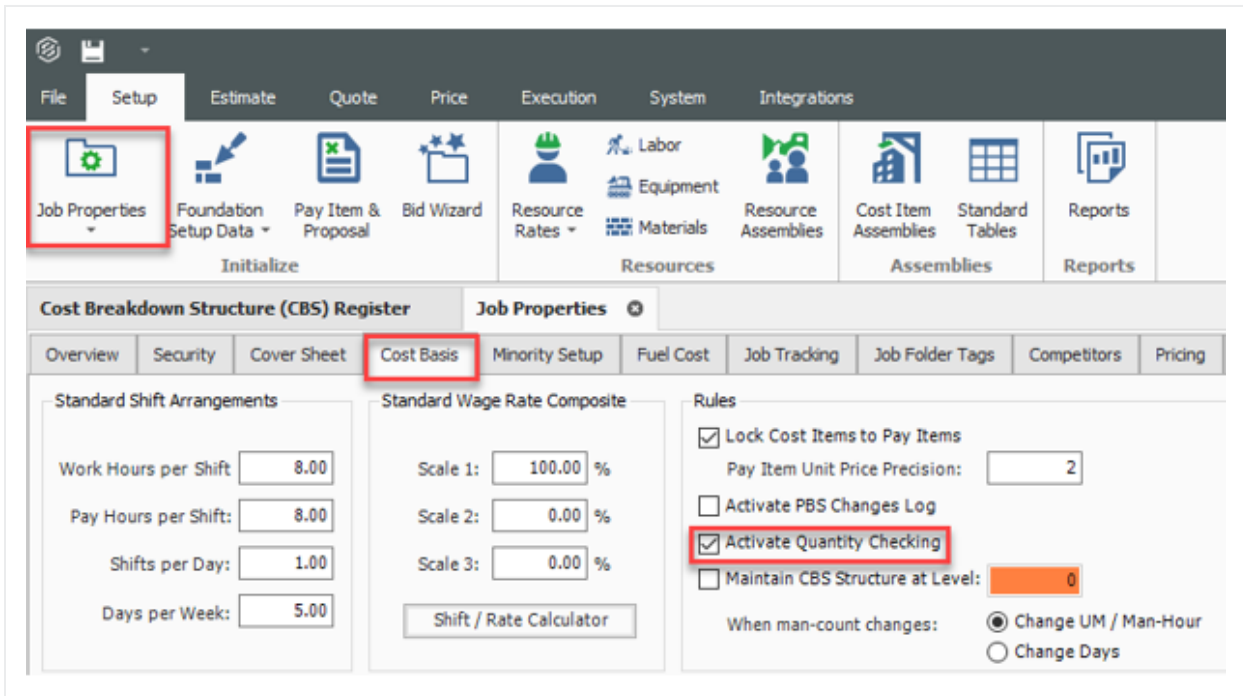 File Setup Estimate Quote Price Execution System Integrations
Job Properties
Foundation Setup Data
Pay Item & Proposal
Bid Wizard
Initialize
Resource Rates
Labor
Equipment
Materials
Resource Assemblies
Resources
Cost Item Assemblies
Standard Tables
Assemblies
Reports
Reports
Cost Breakdown Structure (CBS) Register Job Properties
Overview Security Cover Sheet Cost Basis Minority Setup Fuel Cost Job Tracking Job Folder Tags Competitors Pricing
Standard Shift Arrangements
Work Hours per Shift 8.00
Pay Hours per Shift: 8.00
Shifts per Day: 1.00
Days per Week: 5.00
Standard Wage Rate Composite
Scale 1: 100.00 %
Scale 2: 0.00 %
Scale 3: 0.00 %
Shift / Rate Calculator
Rules
Lock Cost Items to Pay Items
Pay Item Unit Price Precision: 2
Activate PBS Changes Log
Activate Quantity Checking
Maintain CBS Structure at Level: 0
When man-count changes: Change UM / Man-Hour
Change Days